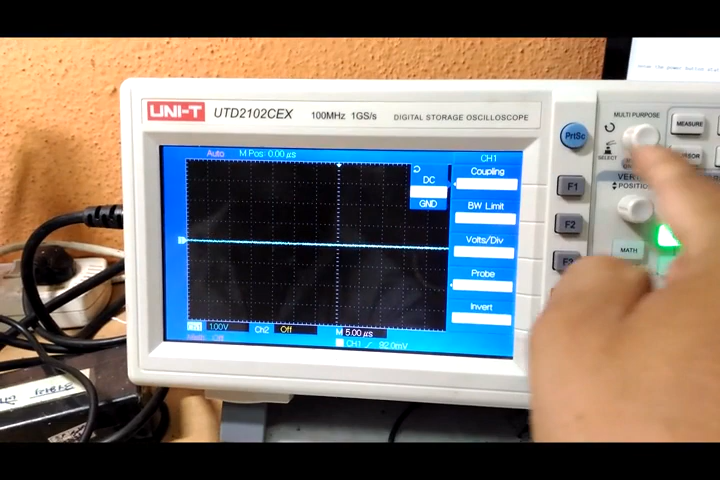 UNI-T UTD2102CEX 100MHz 1GS/s DIGITAL STORAGE OSCILLOSCOPE
PrtSc
MULTI PURPOSE
MEASURE
SELECT
POSITION
F1
F2
MATH
Auto M Pos: 0.00 μs
CH1
Coupling
DC
GND
BW Limit
Volts/Div
Probe
Invert
1.00V Ch2 Off M 5.00 μs
CH1 / 92.0mV